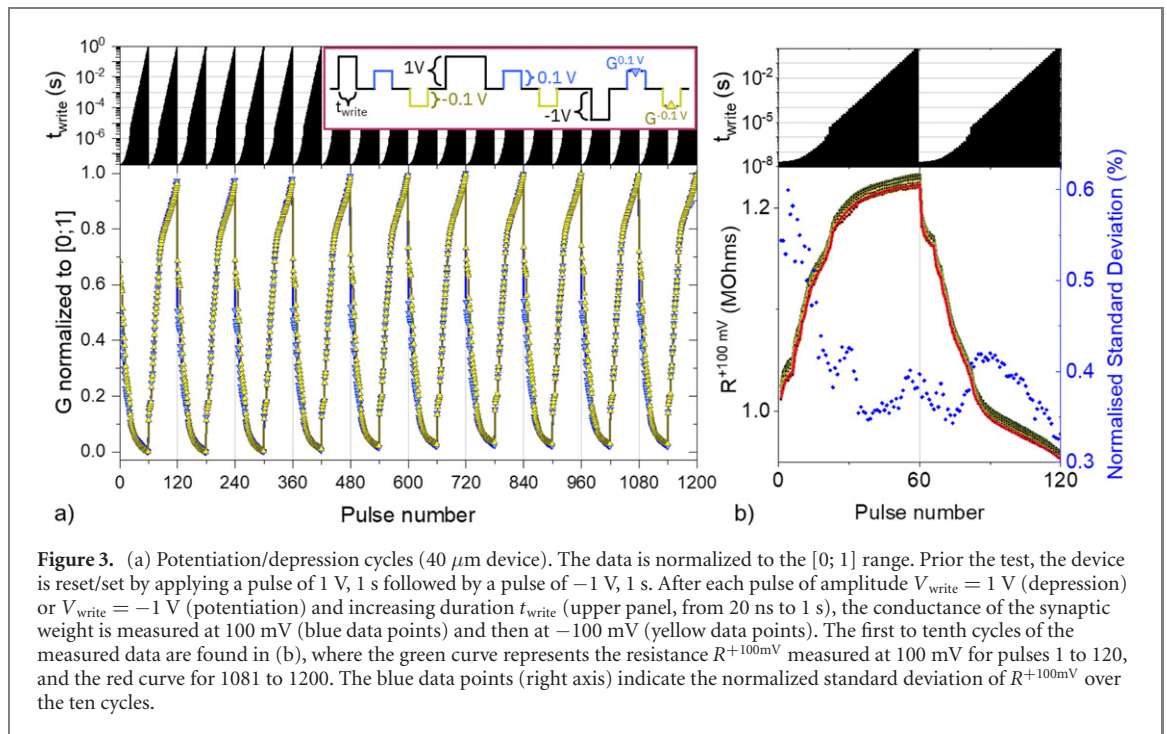 10⁰
10⁻²
10⁻⁴
10⁻⁶
t_write (s)
1V
t_write
0.1 V
-0.1 V
-1V
G^0.1 V
G^-0.1 V
1.0
0.8
0.6
0.4
0.2
0.0
G normalized to [0;1]
0 120 240 360 480 600 720 840 960 1080 1200
a) Pulse number
10⁻²
10⁻⁵
10⁻⁸
t_write (s)
1.2
1.0
R^+100 mV (MOhms)
0.6
0.5
0.4
0.3
Normalised Standard Deviation (%)
0 60 120
b) Pulse number
Figure 3. (a) Potentiation/depression cycles (40 μm device). The data is normalized to the [0; 1] range. Prior the test, the device
is reset/set by applying a pulse of 1 V, 1 s followed by a pulse of −1 V, 1 s. After each pulse of amplitude V_write = 1 V (depression)
or V_write = −1 V (potentiation) and increasing duration t_write (upper panel, from 20 ns to 1 s), the conductance of the synaptic
weight is measured at 100 mV (blue data points) and then at −100 mV (yellow data points). The first to tenth cycles of the
measured data are found in (b), where the green curve represents the resistance R^+100mV measured at 100 mV for pulses 1 to 120,
and the red curve for 1081 to 1200. The blue data points (right axis) indicate the normalized standard deviation of R^+100mV over
the ten cycles.